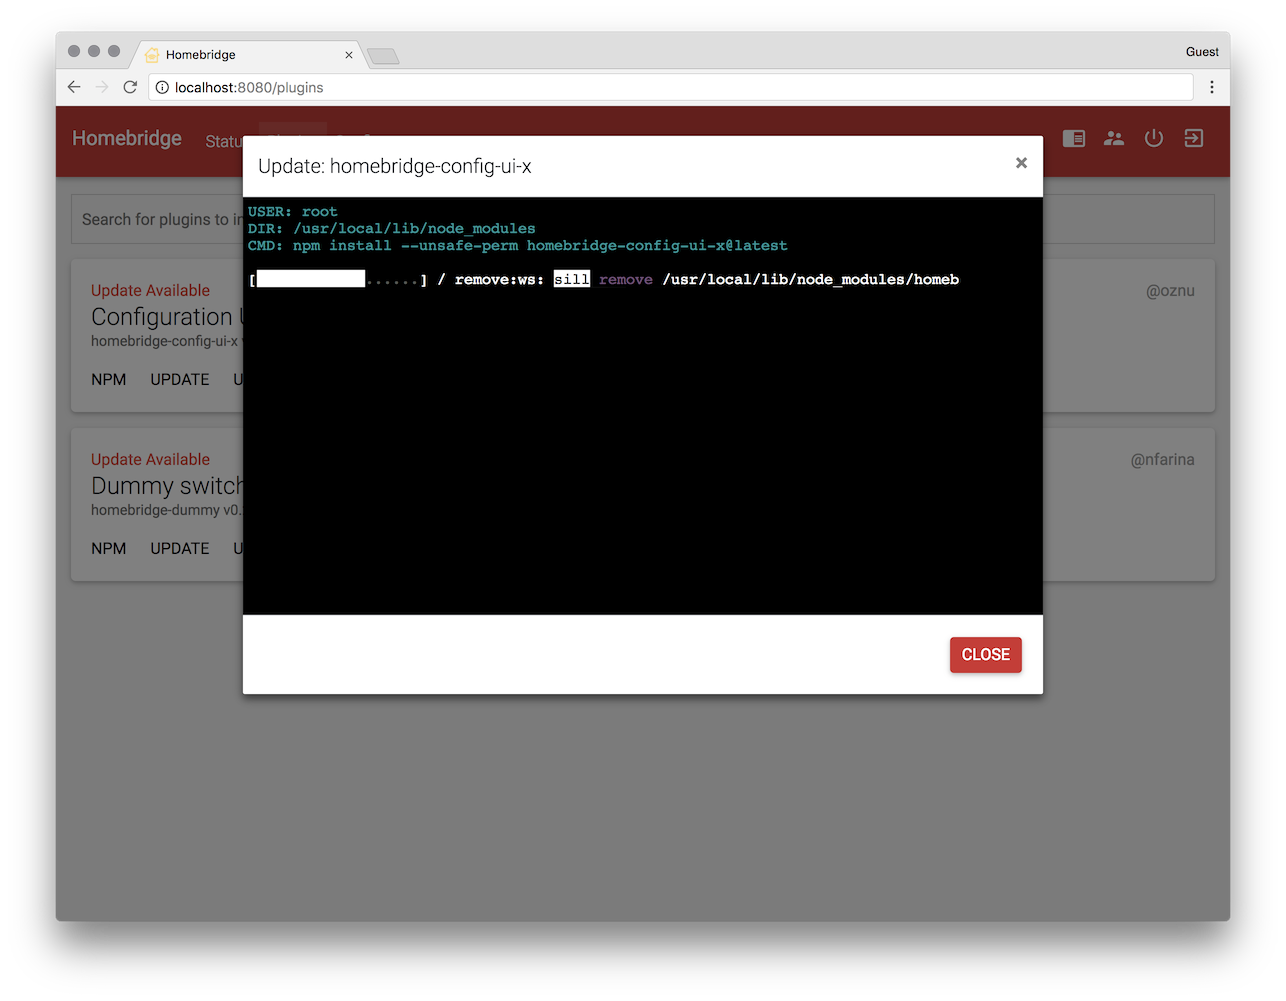 Homebridge
Guest
localhost:8080/plugins
Homebridge Statu
Update: homebridge-config-ui-x
Search for plugins to in
USER: root
DIR: /usr/local/lib/node_modules
CMD: npm install --unsafe-perm homebridge-config-ui-x@latest
[ ......] / remove:ws: sill remove /usr/local/lib/node_modules/homeb
Update Available
@oznu
Configuration
homebridge-config-ui-x
NPM UPDATE U
Update Available
@nfarina
Dummy switch
homebridge-dummy v0.
NPM UPDATE U
CLOSE